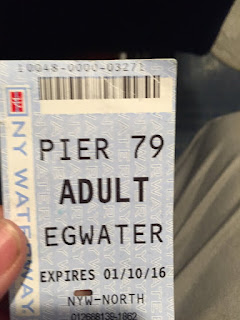 10048-0000-03271
NY WATERWAY
PIER 79
ADULT
EGWATER
EXPIRES 01/10/16
NYW-NORTH